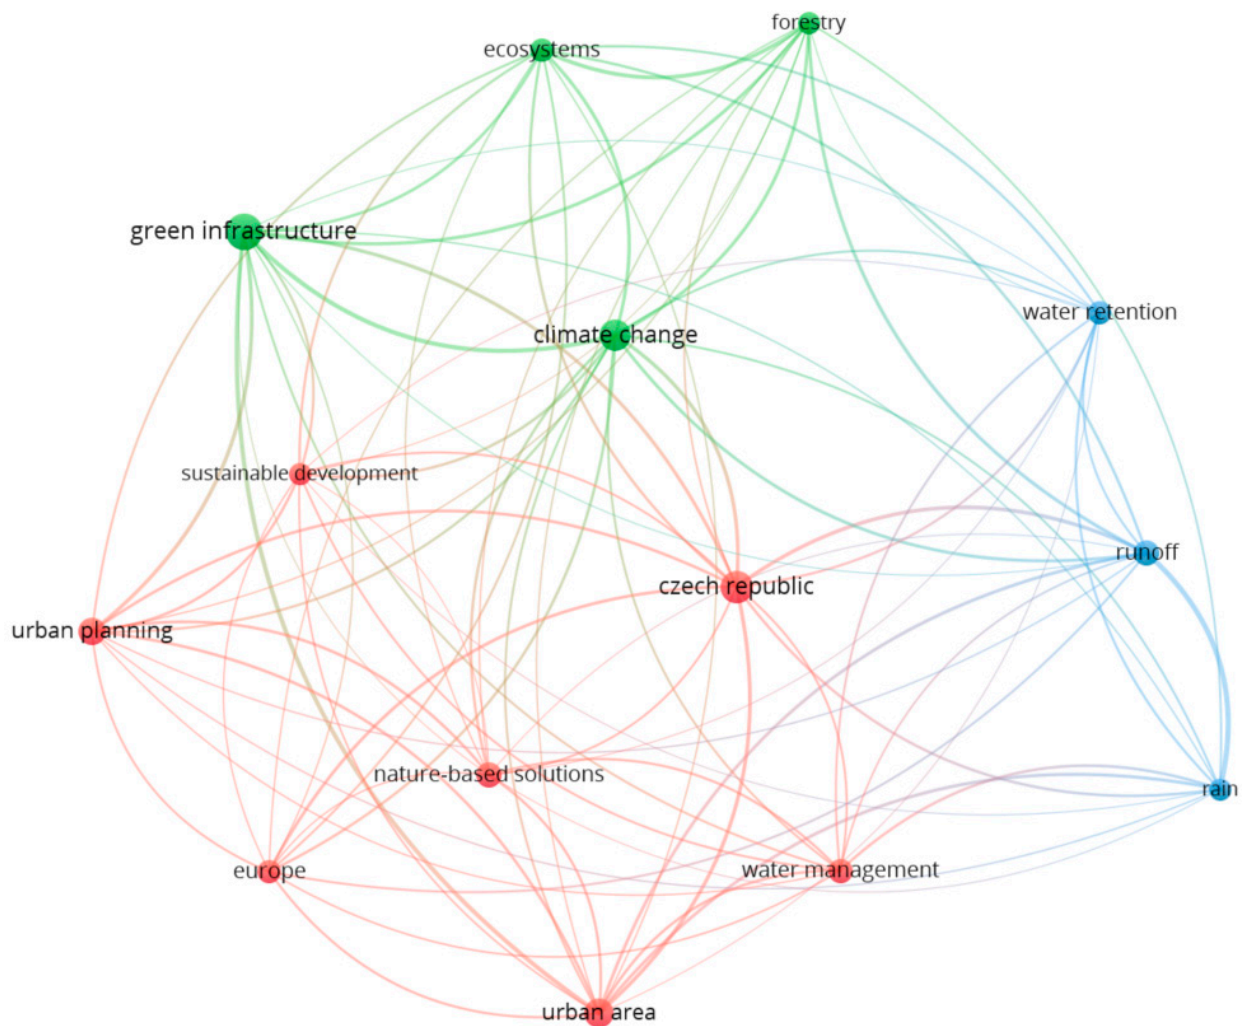 forestry
ecosystems
green infrastructure
water retention
climate change
sustainable development
runoff
czech republic
urban planning
nature-based solutions
rain
europe
water management
urban area